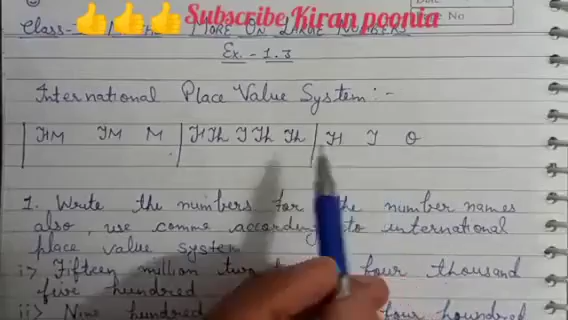 Subscribe Kiran poonia
Class- MORE ON LARGE NUMBERS
No
Ex. - 1.3
International Place Value System:-
HM TM M HTh TTh Th H T O
1. Write the numbers for the number names
also, use comma according to international
place value system
i> Fifteen million two four thousand
five hundred
ii> Nine hundred four houndred